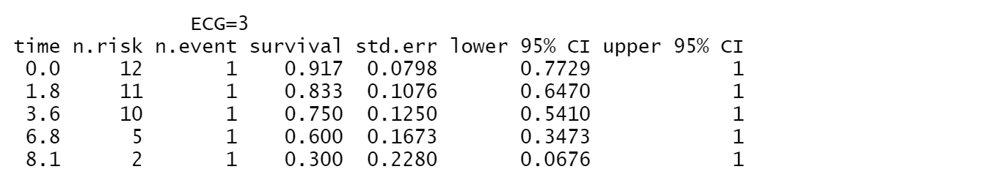 ECG=3
time n.risk n.event survival std.err lower 95% CI upper 95% CI
0.0 12 1 0.917 0.0798 0.7729 1
1.8 11 1 0.833 0.1076 0.6470 1
3.6 10 1 0.750 0.1250 0.5410 1
6.8 5 1 0.600 0.1673 0.3473 1
8.1 2 1 0.300 0.2280 0.0676 1